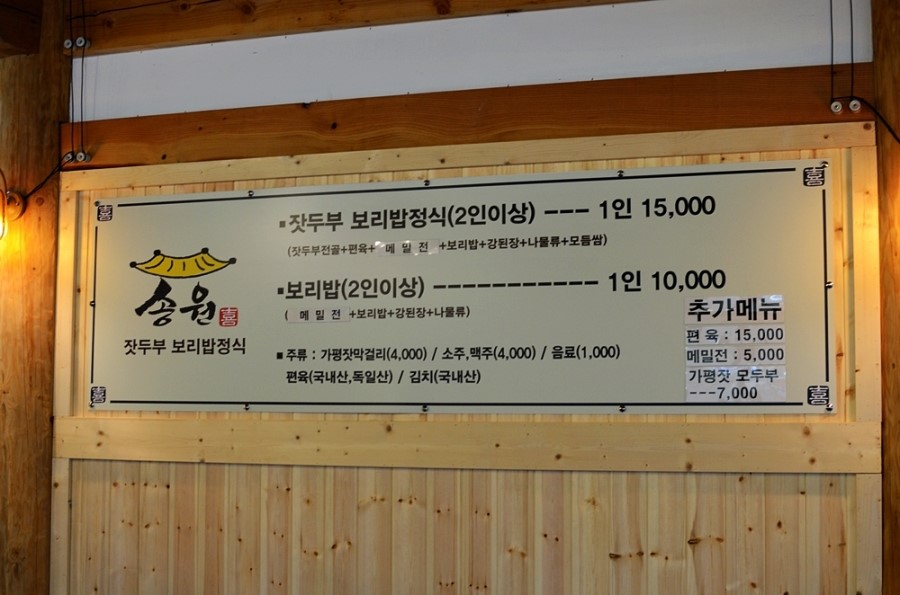 송원 囍
잣두부 보리밥정식
▪잣두부 보리밥정식(2인이상) --- 1인 15,000
(잣두부전골+편육+ 메밀전 +보리밥+강된장+나물류+모듬쌈)
▪보리밥(2인이상) ------------ 1인 10,000
( 메밀전 +보리밥+강된장+나물류)
▪주류 : 가평잣막걸리(4,000) / 소주,맥주(4,000) / 음료(1,000)
편육(국내산,독일산) / 김치(국내산)
추가메뉴
편 육 : 15,000
메밀전 : 5,000
가평잣 모두부
---7,000
囍
囍
囍
囍